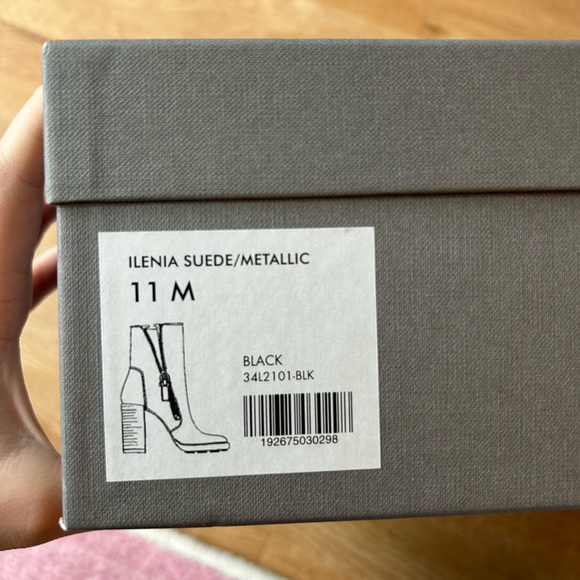 ILENIA SUEDE/METALLIC
11 M
BLACK
34L2101-BLK
192675030298